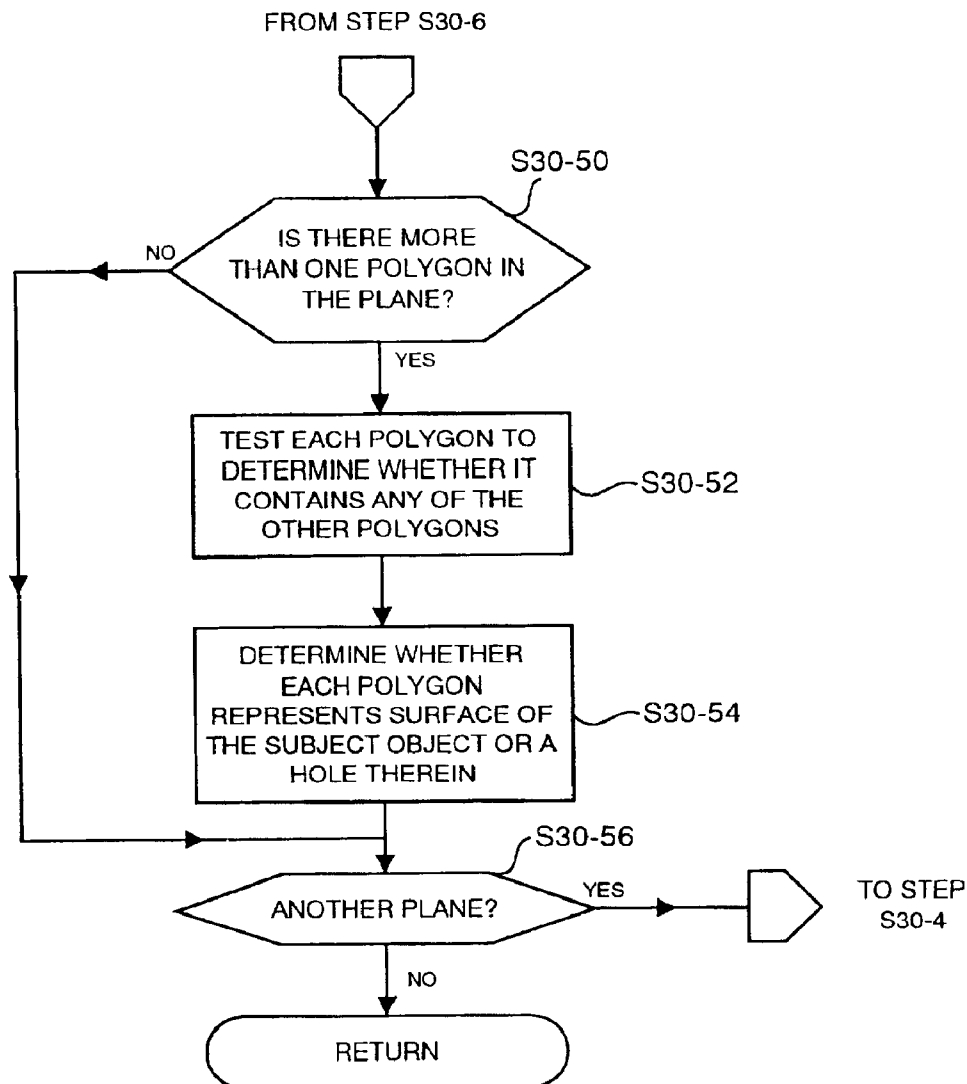 FROM STEP S30-6
S30-50
IS THERE MORE
THAN ONE POLYGON IN
THE PLANE?
NO
YES
TEST EACH POLYGON TO
DETERMINE WHETHER IT
CONTAINS ANY OF THE
OTHER POLYGONS
S30-52
DETERMINE WHETHER
EACH POLYGON
REPRESENTS SURFACE OF
THE SUBJECT OBJECT OR A
HOLE THEREIN
S30-54
S30-56
ANOTHER PLANE?
YES
TO STEP
S30-4
NO
RETURN